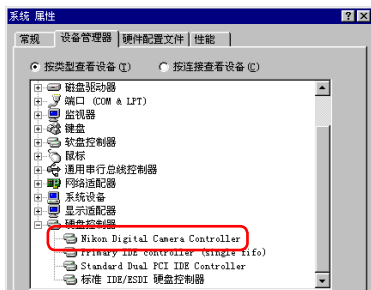 系统 属性
常规 设备管理器 硬件配置文件 性能
按类型查看设备(T) 按连接查看设备(C)
磁盘驱动器
端口 (COM & LPT)
监视器
键盘
软盘控制器
鼠标
通用串行总线控制器
网络适配器
系统设备
显示适配器
硬盘控制器
Nikon Digital Camera Controller
Primary IDE controller (single fifo)
Standard Dual PCI IDE Controller
标准 IDE/ESDI 硬盘控制器